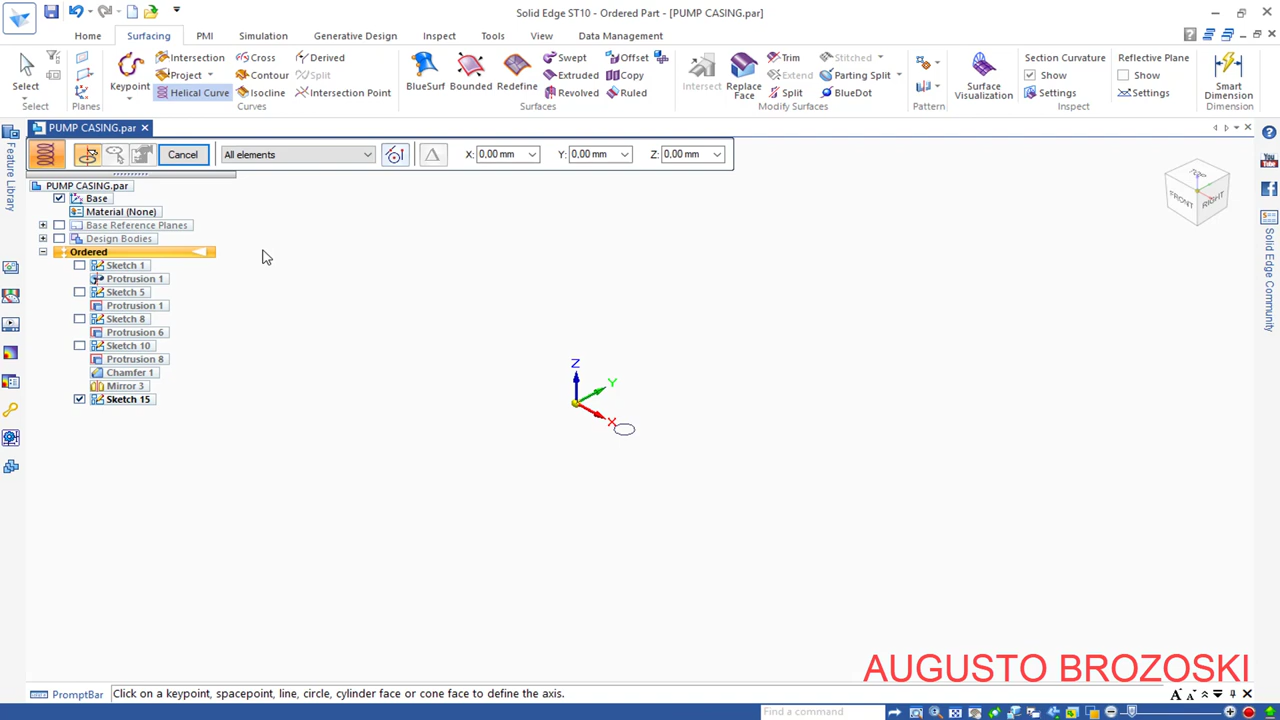 Solid Edge ST10 - Ordered Part - [PUMP CASING.par]
Home Surfacing PMI Simulation Generative Design Inspect Tools View Data Management
Select
Select
Planes
Keypoint
Intersection
Project
Helical Curve
Cross
Contour
Isocline
Derived
Split
Intersection Point
Curves
BlueSurf
Bounded
Redefine
Swept
Extruded
Revolved
Offset
Copy
Ruled
Surfaces
Intersect
Replace Face
Trim
Extend
Split
Stitched
Parting Split
BlueDot
Modify Surfaces
Pattern
Surface Visualization
Section Curvature
Show
Settings
Inspect
Reflective Plane
Show
Settings
Smart Dimension
Dimension
PUMP CASING.par
Feature Library
Cancel
All elements
X: 0,00 mm
Y: 0,00 mm
Z: 0,00 mm
PUMP CASING.par
Base
Material (None)
Base Reference Planes
Design Bodies
Ordered
Sketch 1
Protrusion 1
Sketch 5
Protrusion 1
Sketch 8
Protrusion 6
Sketch 10
Protrusion 8
Chamfer 1
Mirror 3
Sketch 15
Z
Y
X
TOP
FRONT
RIGHT
You Tube
Solid Edge Community
AUGUSTO BROZOSKI
PromptBar
Click on a keypoint, spacepoint, line, circle, cylinder face or cone face to define the axis.
Find a command